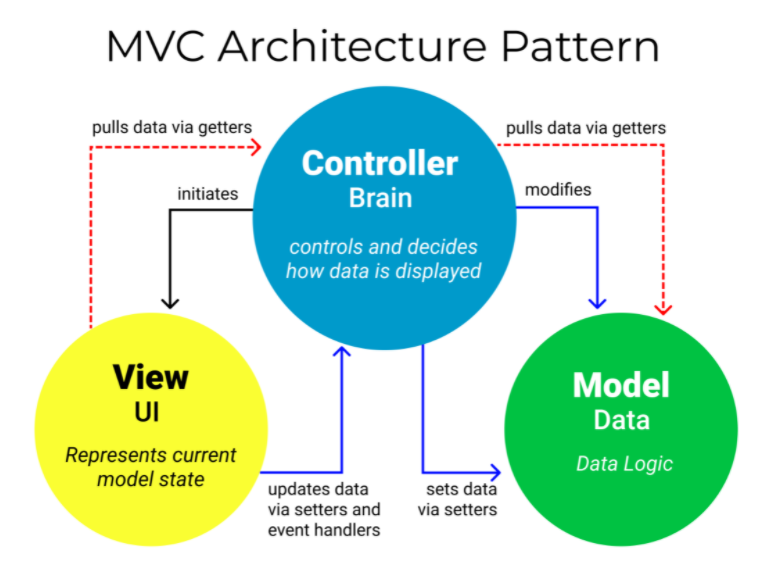 MVC Architecture Pattern
pulls data via getters
pulls data via getters
Controller
Brain
controls and decides
how data is displayed
initiates
modifies
View
UI
Represents current
model state
Model
Data
Data Logic
updates data
via setters and
event handlers
sets data
via setters